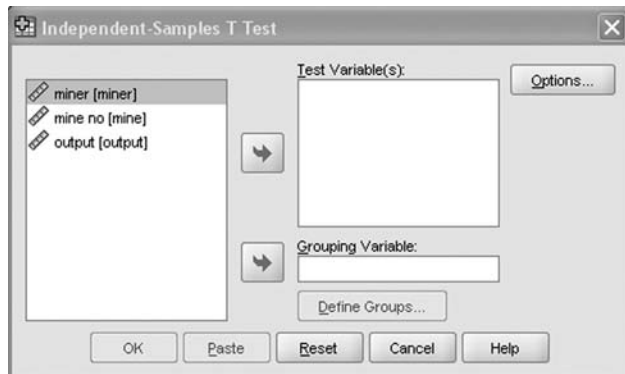 Independent-Samples T Test
miner [miner]
mine no [mine]
output [output]
Test Variable(s):
Options...
Grouping Variable:
Define Groups...
OK
Paste
Reset
Cancel
Help